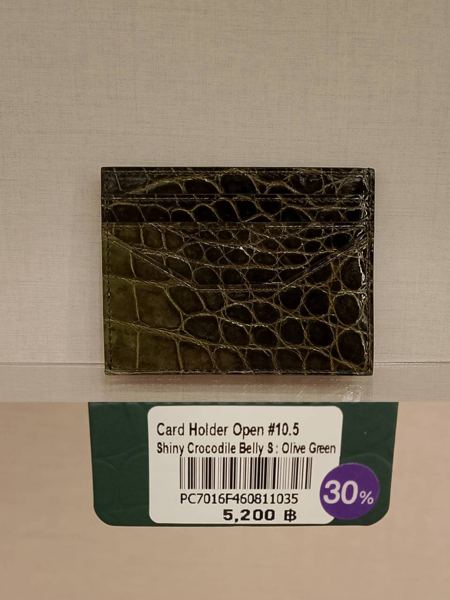 Card Holder Open #10.5
Shiny Crocodile Belly S : Olive Green
PC7016F460811035
5,200 ฿
30%